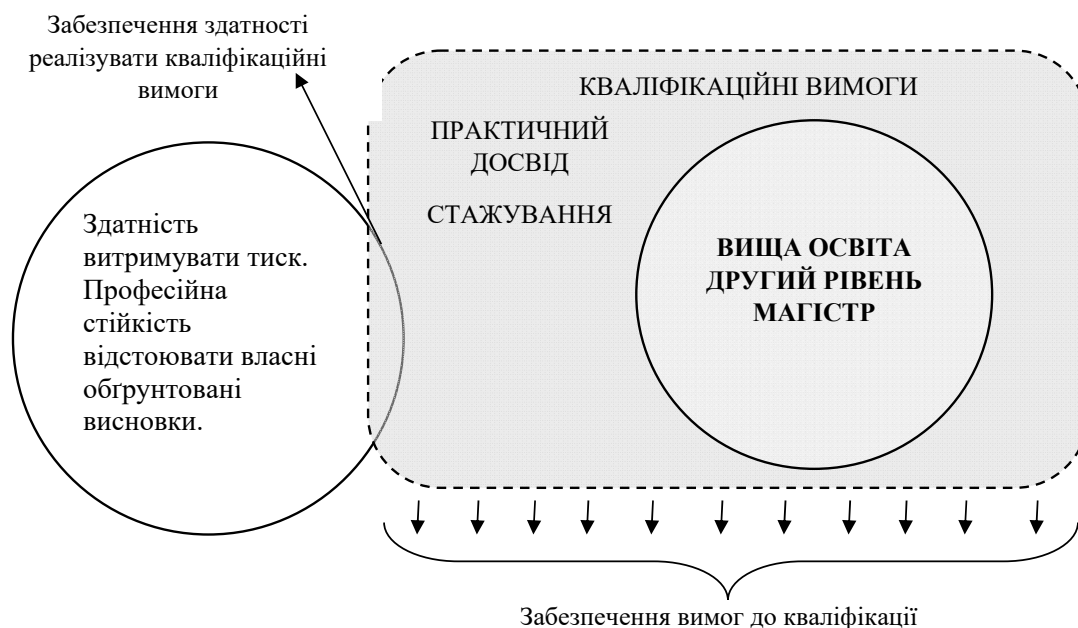 Забезпечення здатності
реалізувати кваліфікаційні
вимоги
КВАЛІФІКАЦІЙНІ ВИМОГИ
ПРАКТИЧНИЙ
ДОСВІД
СТАЖУВАННЯ
Здатність
витримувати тиск.
Професійна
стійкість
відстоювати власні
обґрунтовані
висновки.
ВИЩА ОСВІТА
ДРУГИЙ РІВЕНЬ
МАГІСТР
Забезпечення вимог до кваліфікації